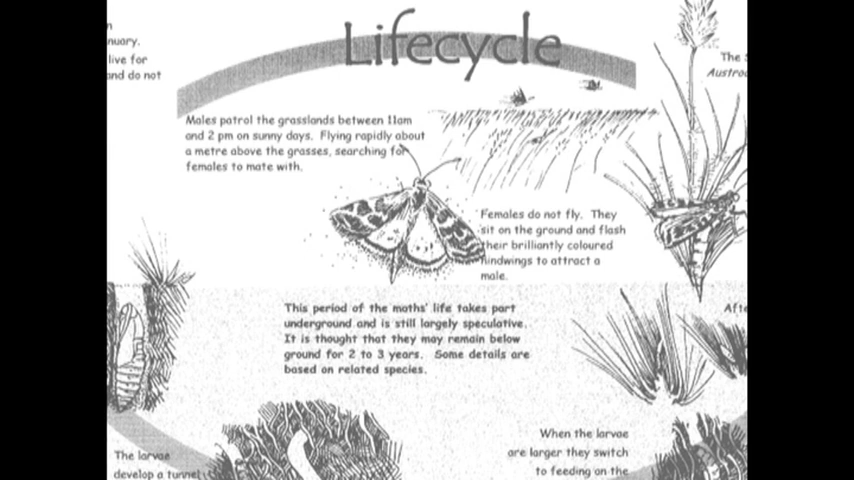 Lifecycle
nuary.
live for
and do not
The
Austro
Males patrol the grasslands between 11am
and 2 pm on sunny days. Flying rapidly about
a metre above the grasses, searching for
females to mate with.
Females do not fly. They
sit on the ground and flash
their brilliantly coloured
hindwings to attract a
male.
This period of the moths' life takes part
underground and is still largely speculative.
It is thought that they may remain below
ground for 2 to 3 years. Some details are
based on related species.
Afte
The larvae
develop a tunnel
When the larvae
are larger they switch
to feeding on the